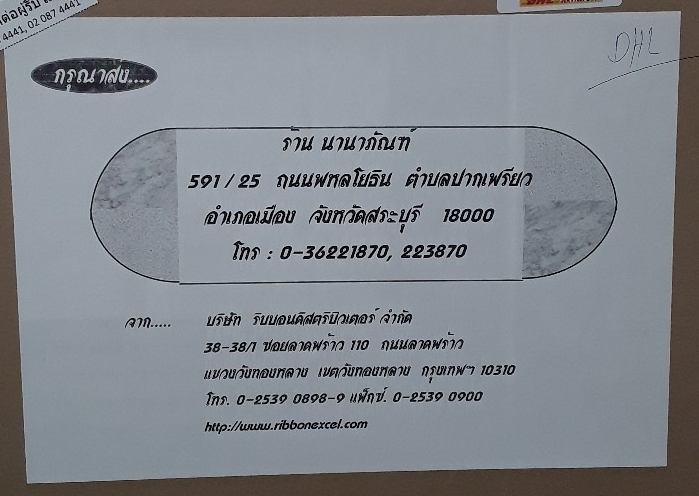 4441, 02 087 4441
DHL
กรุณาส่ง....
ร้าน นานาภัณฑ์
591/25 ถนนพหลโยธิน ตำบลปากเพรียว
อำเภอเมือง จังหวัดสระบุรี 18000
โทร : 0-36221870, 223870
จาก..... บริษัท ริบบอนดิสตริบิวเตอร์ จำกัด
38-38/1 ซอยลาดพร้าว 110 ถนนลาดพร้าว
แขวงวังทองหลาง เขตวังทองหลาง กรุงเทพฯ 10310
โทร. 0-2539 0898-9 แฟ็กซ์. 0-2539 0900
http://www.ribbonexcel.com